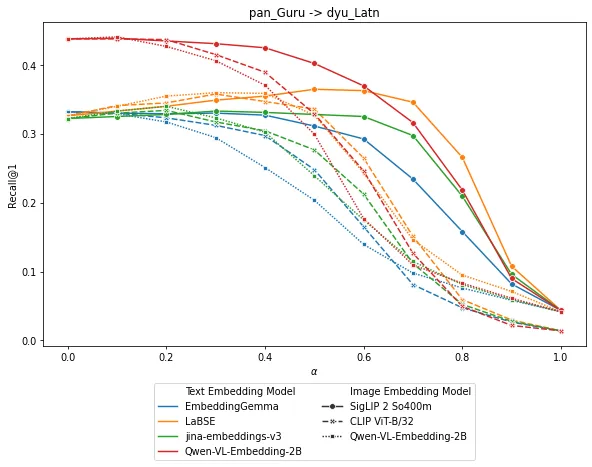 pan_Guru -> dyu_Latn
Recall@1
0.4
0.3
0.2
0.1
0.0
0.0 0.2 0.4 0.6 0.8 1.0
α
Text Embedding Model
EmbeddingGemma
LaBSE
jina-embeddings-v3
Qwen-VL-Embedding-2B
Image Embedding Model
SigLIP 2 So400m
CLIP ViT-B/32
Qwen-VL-Embedding-2B